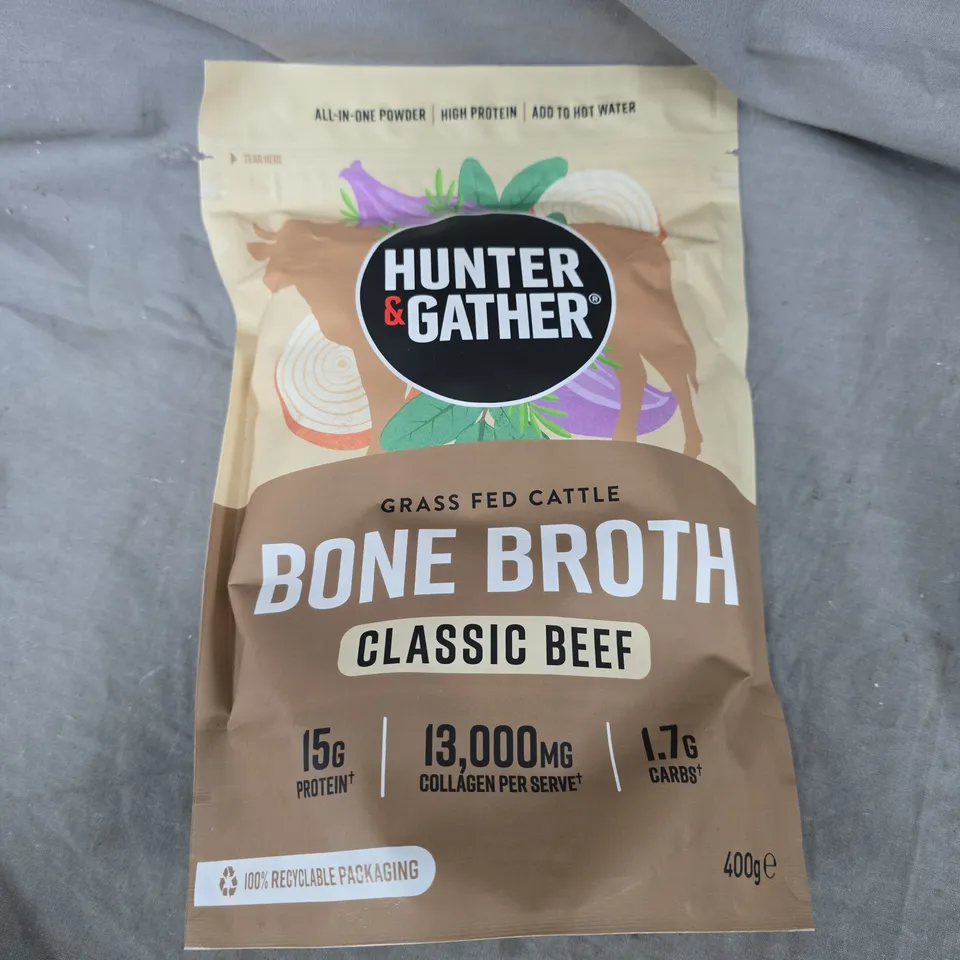 ALL-IN-ONE POWDER | HIGH PROTEIN | ADD TO HOT WATER
TEAR HERE
HUNTER
&GATHER®
GRASS FED CATTLE
BONE BROTH
CLASSIC BEEF
15G
PROTEIN†
13,000MG
COLLAGEN PER SERVE†
1.7G
CARBS†
100% RECYCLABLE PACKAGING
400g℮